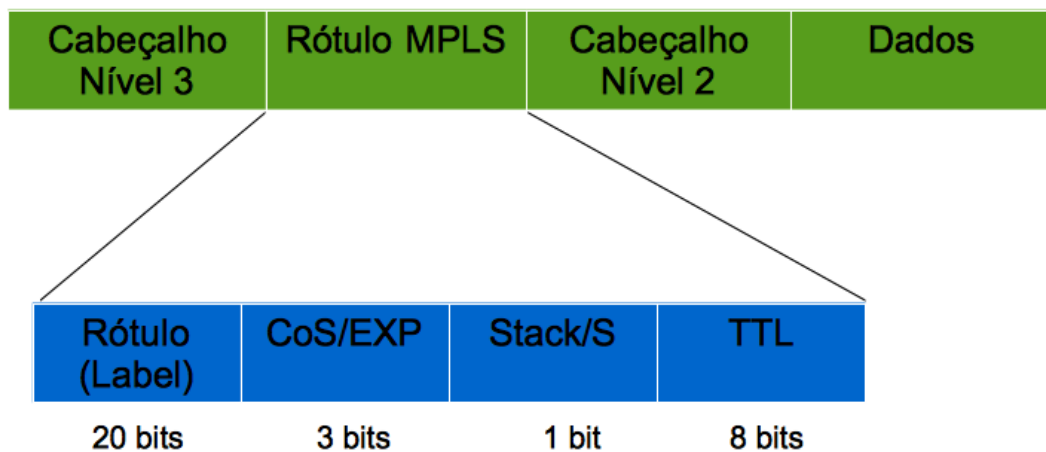 Cabeçalho Nível 3
Rótulo MPLS
Cabeçalho Nível 2
Dados
Rótulo (Label)
CoS/EXP
Stack/S
TTL
20 bits
3 bits
1 bit
8 bits